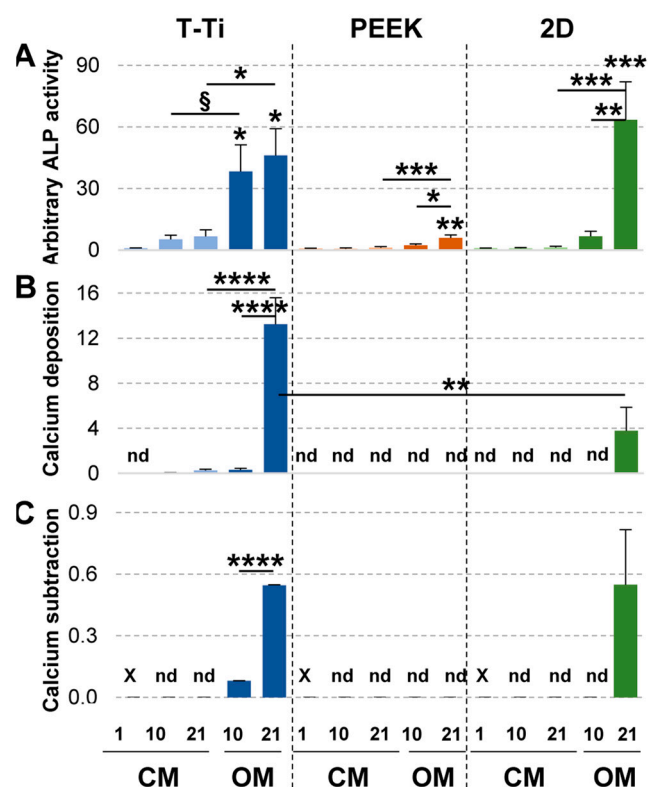 T-Ti PEEK 2D
A
Arbitrary ALP activity
90
60
30
0
§ * * *
*** * **
*** ** ***
B
Calcium deposition
16
12
8
4
0
****
****
**
nd nd nd nd nd nd nd nd nd nd
C
Calcium subtraction
0.9
0.6
0.3
0.0
****
X nd nd X nd nd nd nd X nd nd nd
1 10 21 10 21 1 10 21 10 21 1 10 21 10 21
CM OM CM OM CM OM